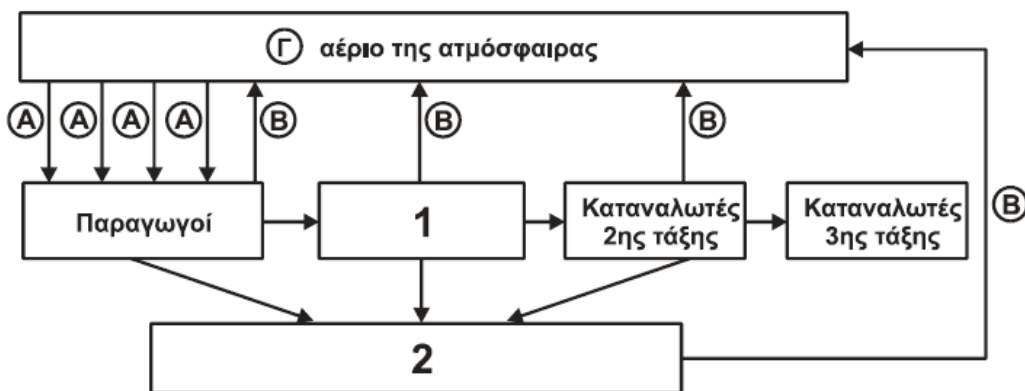 Γ αέριο της ατμόσφαιρας
Α Α Α Α Β Β Β
Παραγωγοί
1
Καταναλωτές
2ης τάξης
Καταναλωτές
3ης τάξης
Β
2